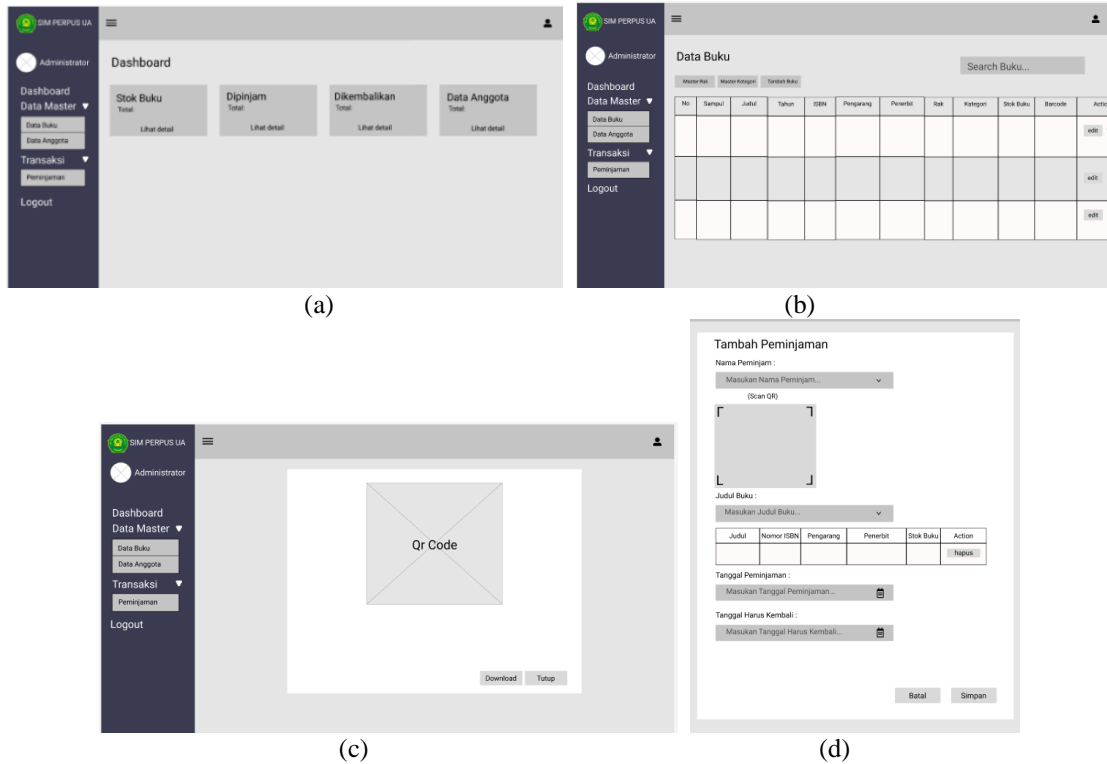 SIM PERPUS UA
Administrator
Dashboard
Data Master
Data Buku
Data Anggota
Transaksi
Peminjaman
Logout
Dashboard
Stok Buku
Total:
Lihat detail
Dipinjam
Total:
Lihat detail
Dikembalikan
Total:
Lihat detail
Data Anggota
Total:
Lihat detail
(a)
SIM PERPUS UA
Administrator
Dashboard
Data Master
Data Buku
Data Anggota
Transaksi
Peminjaman
Logout
Data Buku
Search Buku...
Master Rak Master Kategori Tambah Buku
No Sampul Judul Tahun ISBN Pengarang Penerbit Rak Kategori Stok Buku Barcode Actio
edit
edit
edit
(b)
SIM PERPUS UA
Administrator
Dashboard
Data Master
Data Buku
Data Anggota
Transaksi
Peminjaman
Logout
Qr Code
Download Tutup
(c)
Tambah Peminjaman
Nama Peminjam :
Masukan Nama Peminjam...
(Scan QR)
Judul Buku :
Masukan Judul Buku...
Judul Nomor ISBN Pengarang Penerbit Stok Buku Action
hapus
Tanggal Peminjaman :
Masukan Tanggal Peminjaman...
Tanggal Harus Kembali :
Masukan Tanggal Harus Kembali...
Batal Simpan
(d)